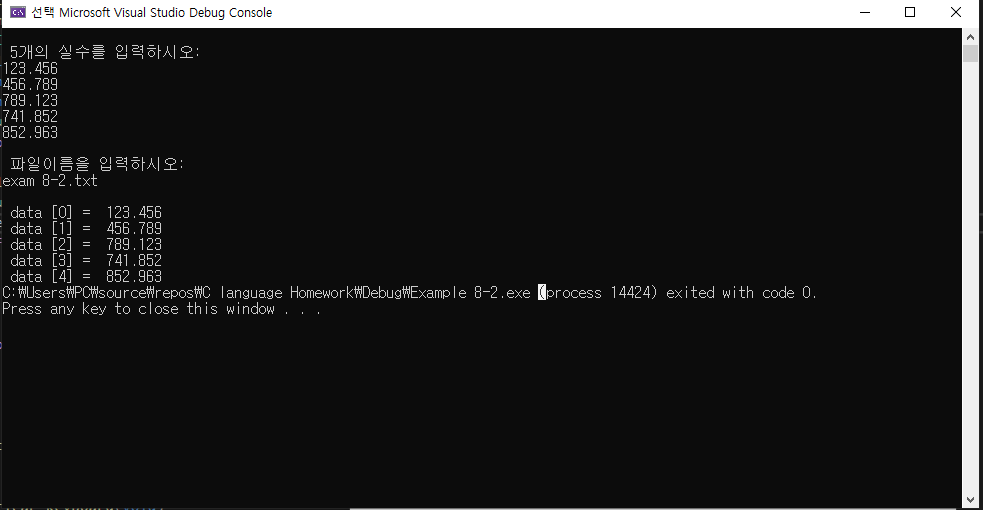 선택 Microsoft Visual Studio Debug Console
5개의 실수를 입력하시오:
123.456
456.789
789.123
741.852
852.963
파일이름을 입력하시오:
exam 8-2.txt
data [0] =  123.456
data [1] =  456.789
data [2] =  789.123
data [3] =  741.852
data [4] =  852.963
C:₩Users₩PC₩source₩repos₩C language Homework₩Debug₩Example 8-2.exe (process 14424) exited with code 0.
Press any key to close this window . . .